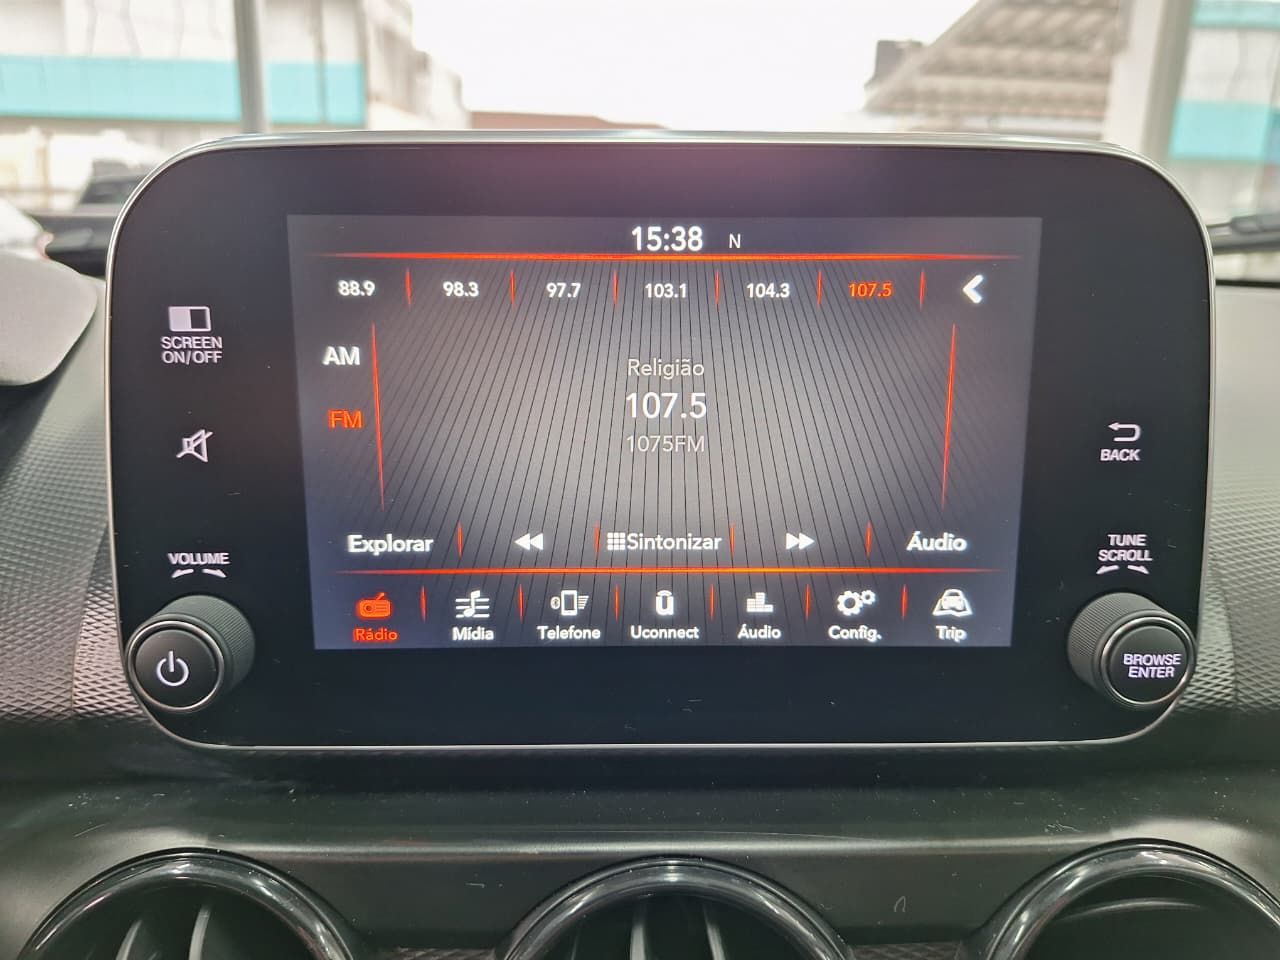 15:38 N
88.9 98.3 97.7 103.1 104.3 107.5
SCREEN
ON/OFF
AM
FM
Religião
107.5
1075FM
BACK
Explorar Sintonizar Áudio
VOLUME
TUNE
SCROLL
Rádio Mídia Telefone Uconnect Áudio Config. Trip
BROWSE
ENTER